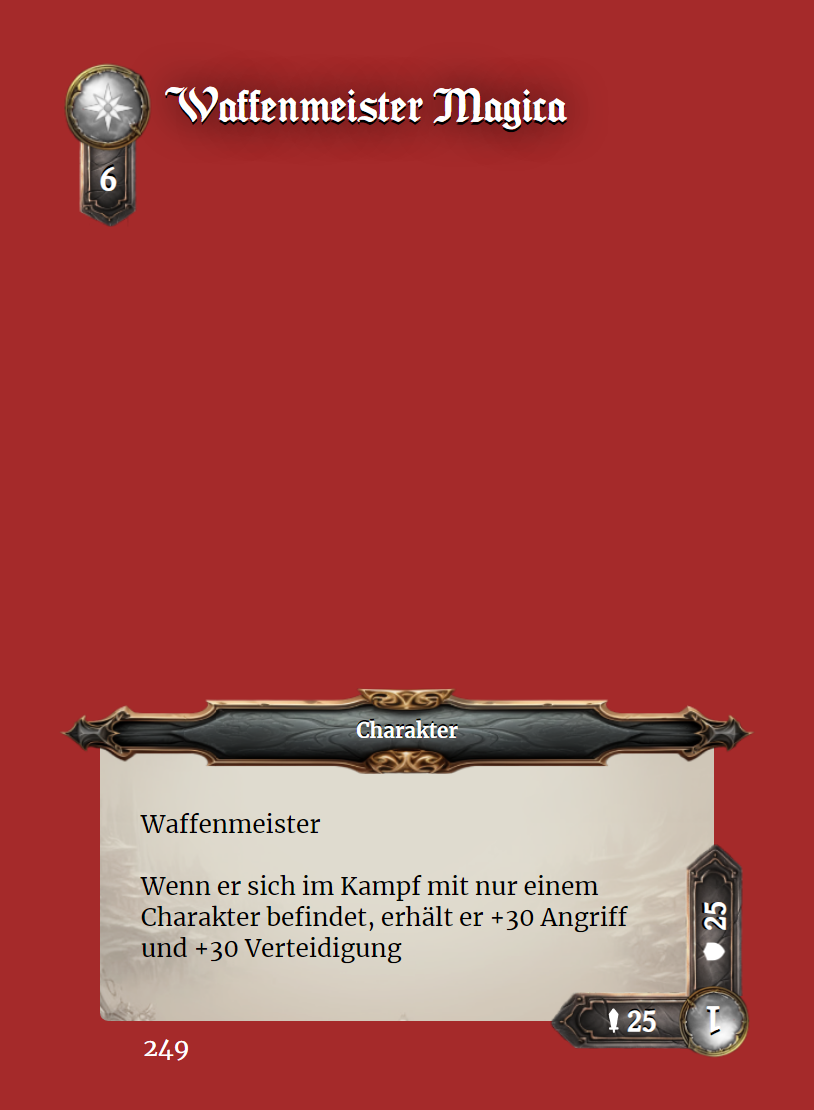 Waffenmeister Magica
6
Charakter
Waffenmeister
Wenn er sich im Kampf mit nur einem
Charakter befindet, erhält er +30 Angriff
und +30 Verteidigung
25
25
1
249